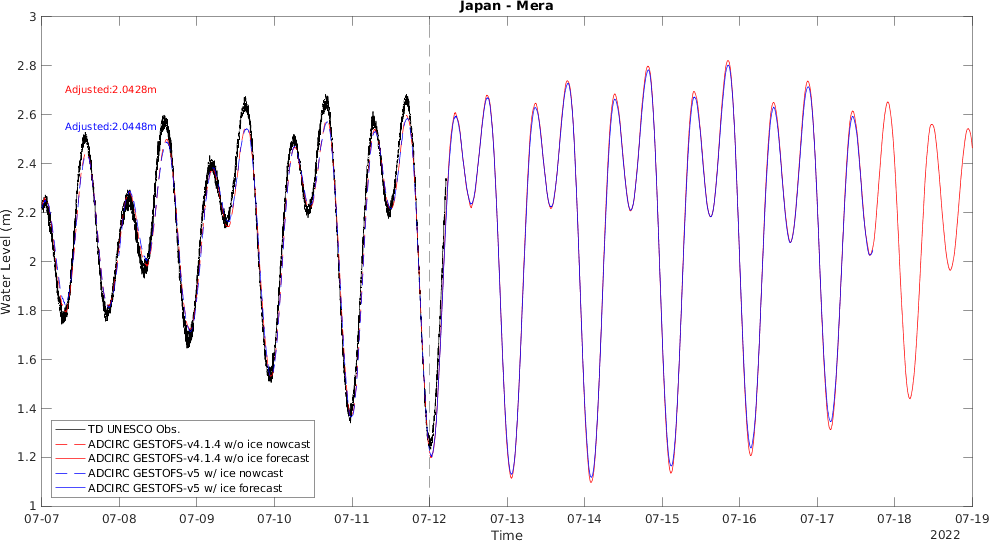 Japan - Mera
3
2.8
2.6
2.4
2.2
2
1.8
1.6
1.4
1.2
1
Water Level (m)
Adjusted:2.0428m
Adjusted:2.0448m
TD UNESCO Obs.
ADCIRC GESTOFS-v4.1.4 w/o ice nowcast
ADCIRC GESTOFS-v4.1.4 w/o ice forecast
ADCIRC GESTOFS-v5 w/ ice nowcast
ADCIRC GESTOFS-v5 w/ ice forecast
07-07 07-08 07-09 07-10 07-11 07-12 07-13 07-14 07-15 07-16 07-17 07-18 07-19
Time
2022